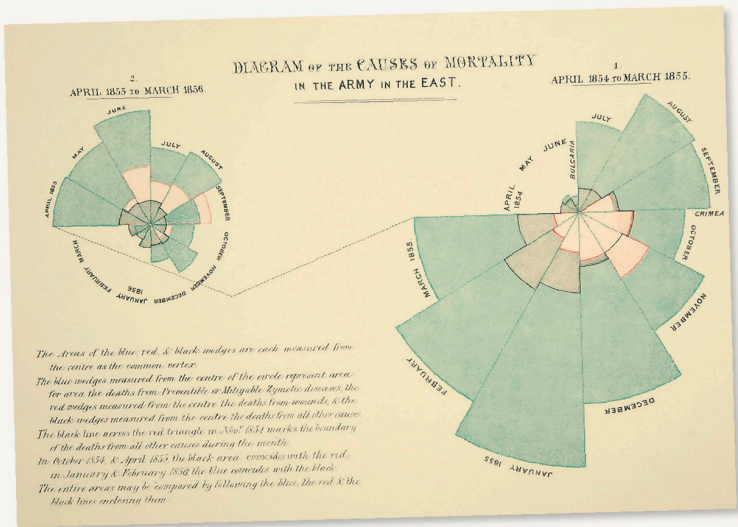 DIAGRAM OF THE CAUSES OF MORTALITY
IN THE ARMY IN THE EAST.
2.
APRIL 1855 TO MARCH 1856
1.
APRIL 1854 TO MARCH 1855.
APRIL 1855
MAY
JUNE
JULY
AUGUST
SEPTEMBER
OCTOBER
NOVEMBER
DECEMBER
JANUARY
1856
FEBRUARY
MARCH
APRIL
1854
MAY
JUNE
BULGARIA
JULY
AUGUST
SEPTEMBER
CRIMEA
OCTOBER
NOVEMBER
DECEMBER
JANUARY 1855
FEBRUARY
MARCH 1855
The Areas of the blue, red, & black wedges are each measured from
the centre as the common vertex.
The blue wedges measured from the centre of the circle represent area
for area the deaths from Preventible or Mitigable Zymotic diseases, the
red wedges measured from the centre the deaths from wounds, & the
black wedges measured from the centre the deaths from all other causes
The black line across the red triangle in Novr. 1854 marks the boundary
of the deaths from all other causes during the month.
In October 1854, & April 1855, the black area coincides with the red,
in January & February 1856, the blue coincides with the black.
The entire areas may be compared by following the blue, the red & the
black lines enclosing them.